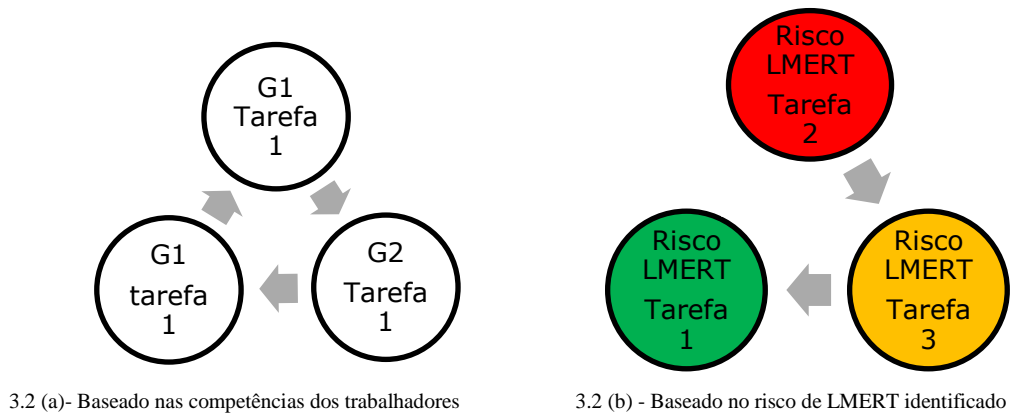 G1
Tarefa
1
G1
tarefa
1
G2
Tarefa
1
3.2 (a)- Baseado nas competências dos trabalhadores
Risco
LMERT
Tarefa
2
Risco
LMERT
Tarefa
1
Risco
LMERT
Tarefa
3
3.2 (b) - Baseado no risco de LMERT identificado